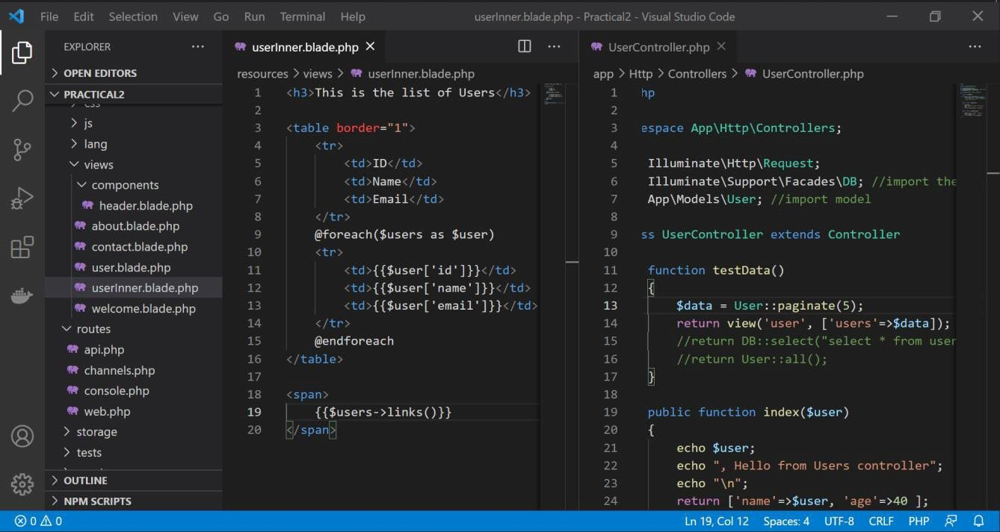 File Edit Selection View Go Run Terminal Help userInner.blade.php - Practical2 - Visual Studio Code
EXPLORER
OPEN EDITORS
PRACTICAL2
css
js
lang
views
components
header.blade.php
about.blade.php
contact.blade.php
user.blade.php
userInner.blade.php
welcome.blade.php
routes
api.php
channels.php
console.php
web.php
storage
tests
OUTLINE
NPM SCRIPTS
userInner.blade.php
resources > views > userInner.blade.php
1 <h3>This is the list of Users</h3>
2
3 <table border="1">
4 <tr>
5 <td>ID</td>
6 <td>Name</td>
7 <td>Email</td>
8 </tr>
9 @foreach($users as $user)
10 <tr>
11 <td>{{$user['id']}}</td>
12 <td>{{$user['name']}}</td>
13 <td>{{$user['email']}}</td>
14 </tr>
15 @endforeach
16 </table>
17
18 <span>
19 {{$users->links()}}
20 </span>
UserController.php
app > Http > Controllers > UserController.php
1 hp
2
3 espace App\Http\Controllers;
4
5 Illuminate\Http\Request;
6 Illuminate\Support\Facades\DB; //import the
7 App\Models\User; //import model
8
9 ss UserController extends Controller
10
11 function testData()
12 {
13 $data = User::paginate(5);
14 return view('user', ['users'=>$data]);
15 //return DB::select("select * from user
16 //return User::all();
17 }
18
19 public function index($user)
20 {
21 echo $user;
22 echo ", Hello from Users controller";
23 echo "\n";
24 return ['name'=>$user, 'age'=>40 ];
0 0 Ln 19, Col 12 Spaces: 4 UTF-8 CRLF PHP